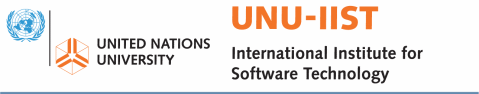 UNITED NATIONS
UNIVERSITY
UNU-IIST
International Institute for
Software Technology